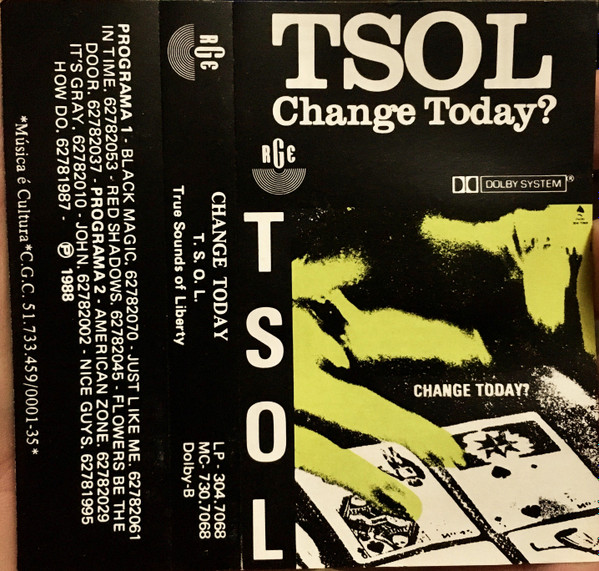 TSOL
Change Today?
RGE
DOLBY SYSTEM®
CHANGE TODAY?
T
S
O
L
RGE
CHANGE TODAY
T. S. O. L.
True Sounds of Liberty
LP - 304.7068
MC- 730.7068
Dolby-B
PROGRAMA 1 - BLACK MAGIC. 62782070 - JUST LIKE ME. 62782061
IN TIME. 62782053 - RED SHADOWS. 62782045 - FLOWERS BE THE
DOOR. 62782037 - PROGRAMA 2 - AMERICAN ZONE. 62782029
IT'S GRAY. 62782010 - JOHN. 62782002 - NICE GUYS. 62781995
HOW DO. 62781987 - ℗ 1988
*Música é Cultura*C.G.C. 51.733.459/0001-35*